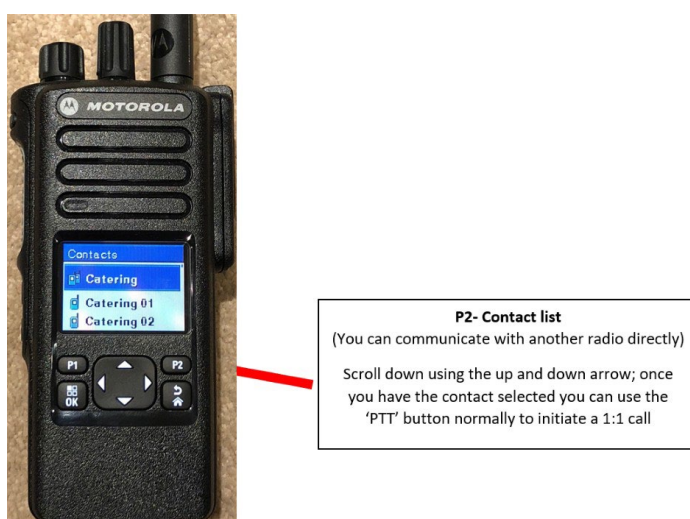 MOTOROLA
Contacts
Catering
Catering 01
Catering 02
P1
P2
OK
P2- Contact list
(You can communicate with another radio directly)
Scroll down using the up and down arrow; once
you have the contact selected you can use the
‘PTT’ button normally to initiate a 1:1 call